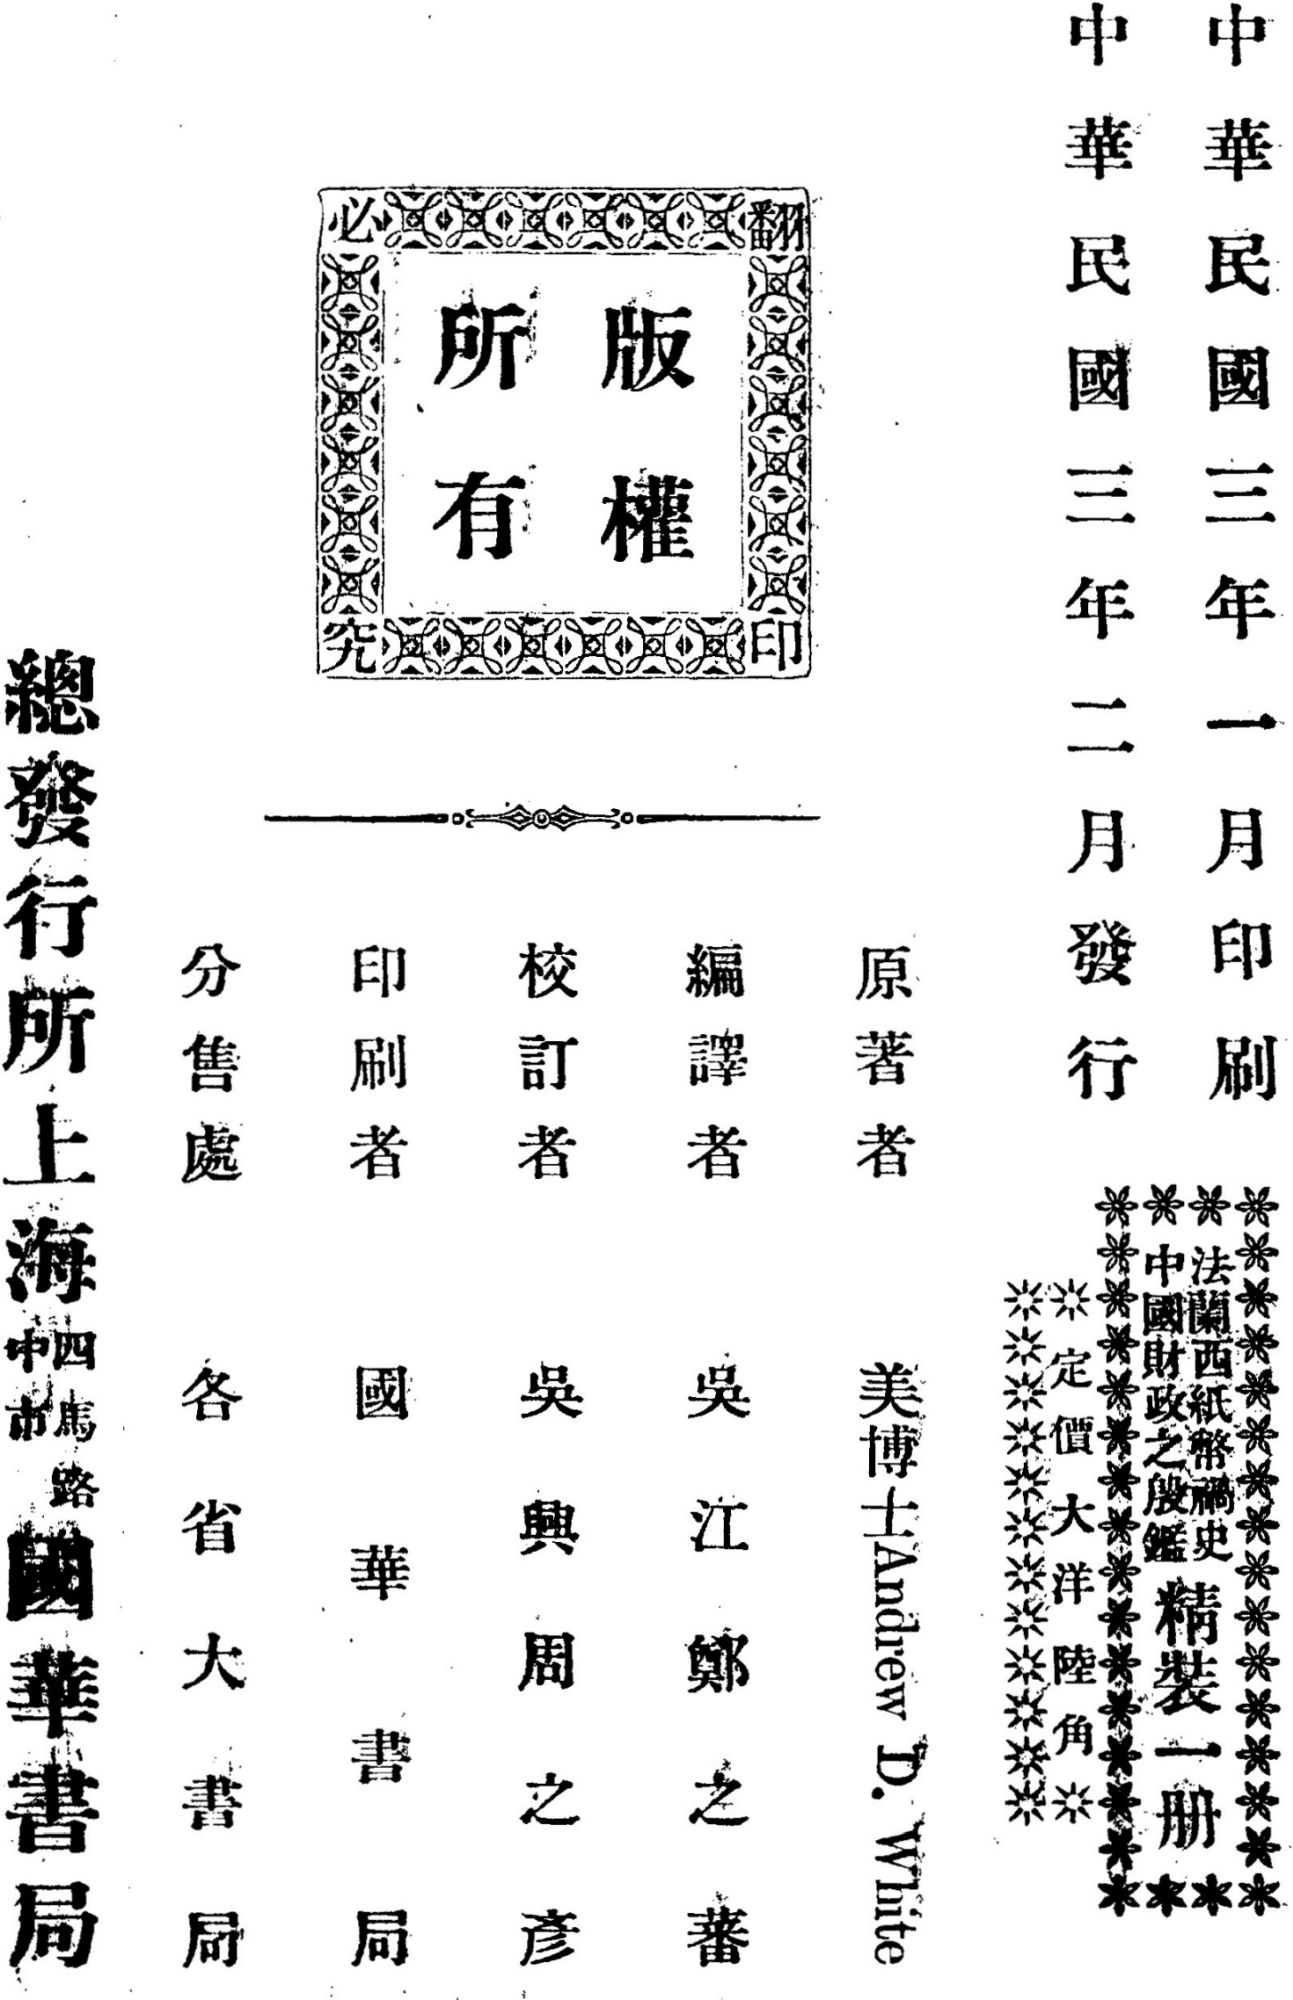 中華民國三年一月印刷
中華民國三年二月發行
法蘭西紙幣禍史
中國財政之殷鑑
精裝一册
定價大洋陸角
翻印必究
版權所有
原著者 美博士Andrew D. White
編譯者 吳江鄭之蕃
校訂者 吳興周之彥
印刷者 國華書局
分售處 各省大書局
總發行所上海四馬路中市國華書局